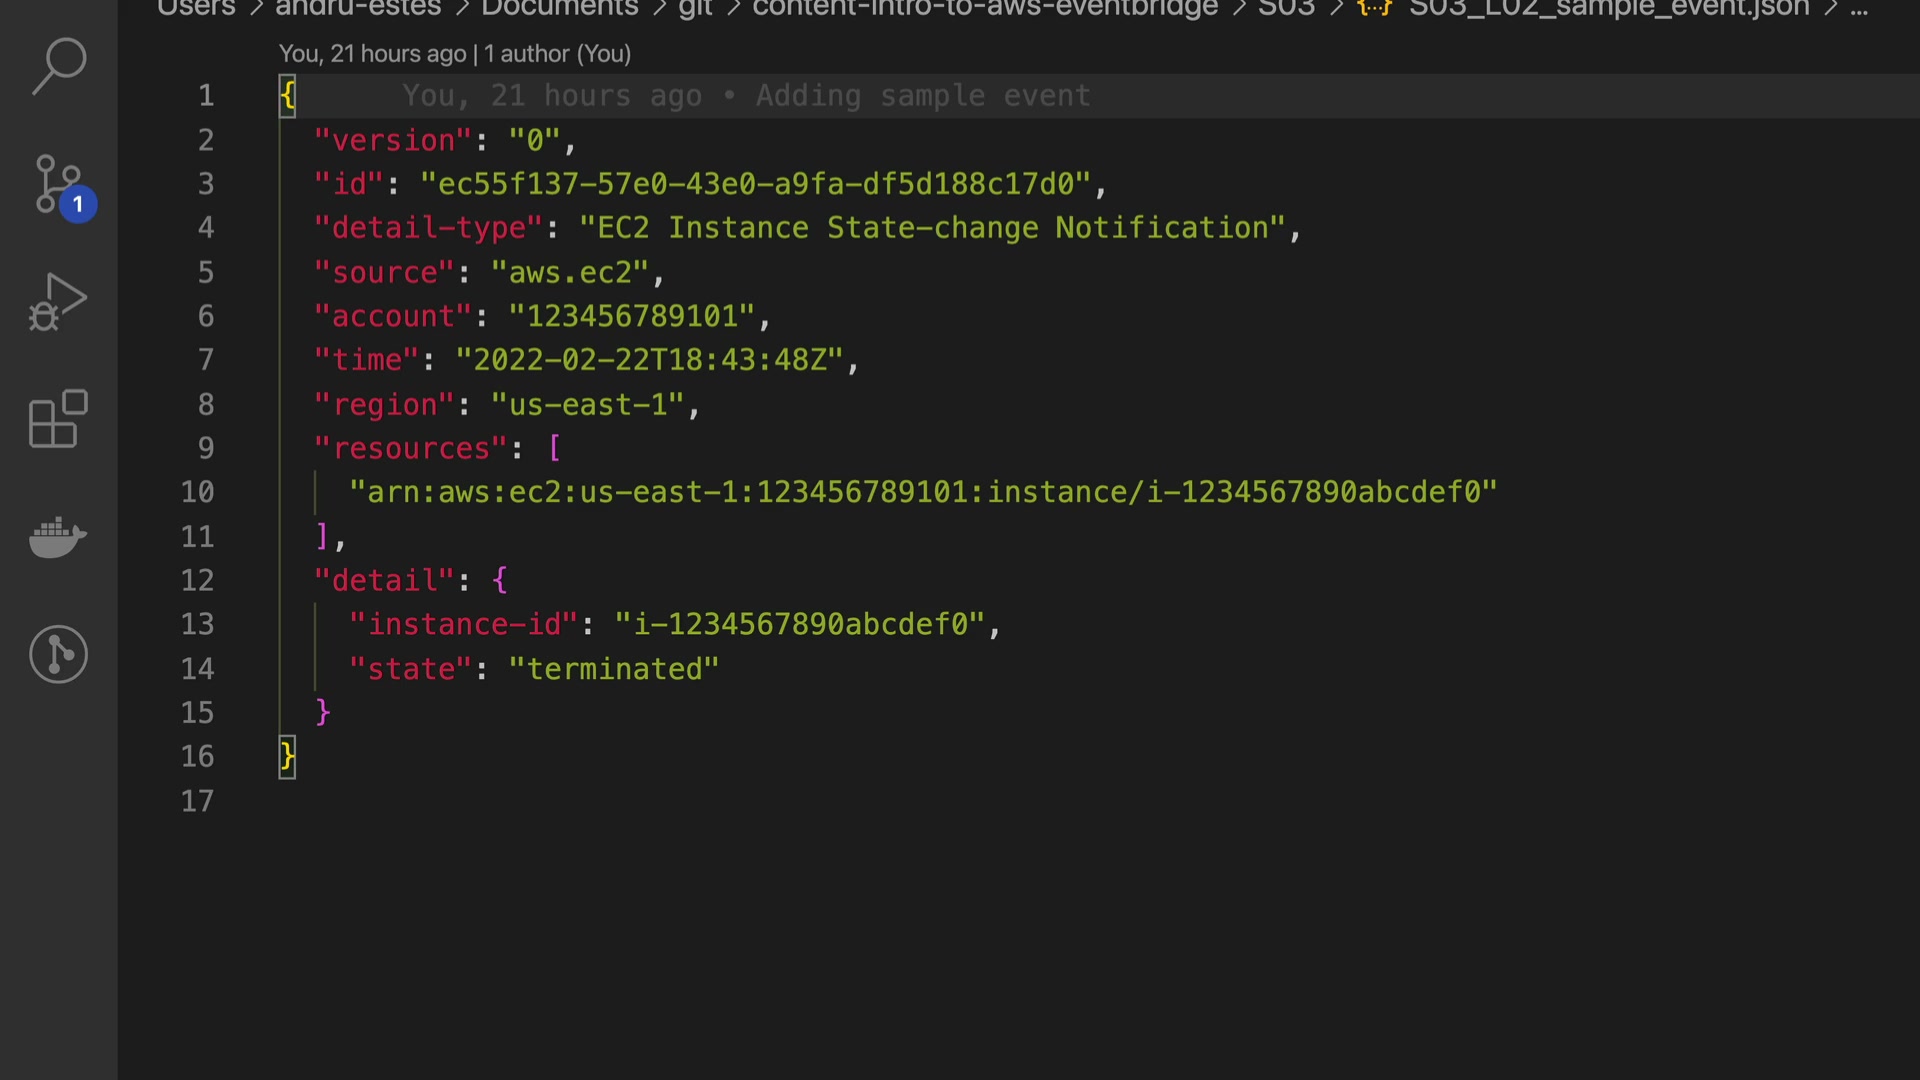 Users > andru-estes > Documents > git > content-intro-to-aws-eventbridge > S03 > {..} S03_L02_sample_event.json > ...
You, 21 hours ago | 1 author (You)
1 { You, 21 hours ago • Adding sample event
2 "version": "0",
3 "id": "ec55f137-57e0-43e0-a9fa-df5d188c17d0",
4 "detail-type": "EC2 Instance State-change Notification",
5 "source": "aws.ec2",
6 "account": "123456789101",
7 "time": "2022-02-22T18:43:48Z",
8 "region": "us-east-1",
9 "resources": [
10 "arn:aws:ec2:us-east-1:123456789101:instance/i-1234567890abcdef0"
11 ],
12 "detail": {
13 "instance-id": "i-1234567890abcdef0",
14 "state": "terminated"
15 }
16 }
17
1